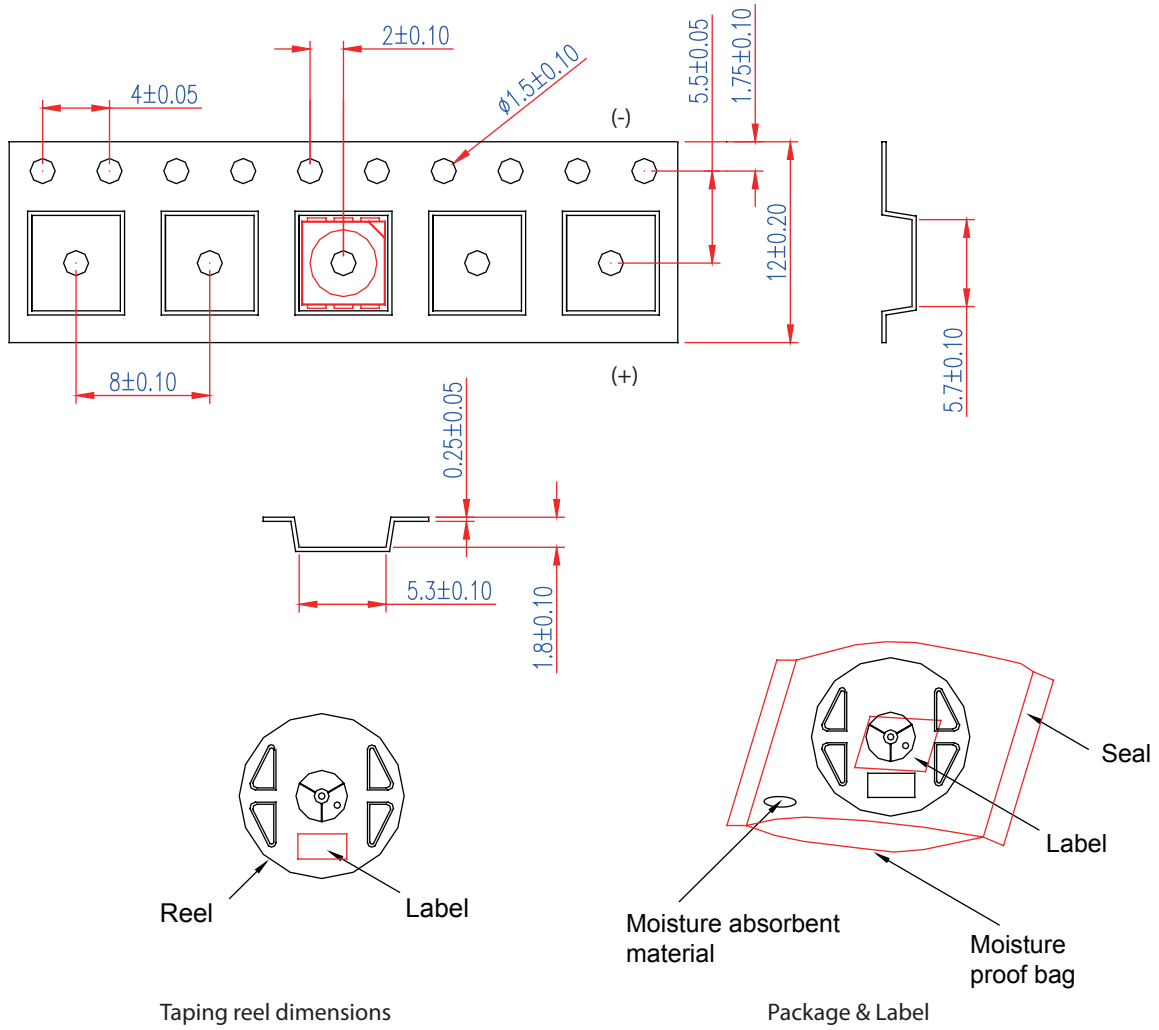 2±0.10
4±0.05
ϕ1.5±0.10
5.5±0.05
1.75±0.10
(-)
12±0.20
5.7±0.10
8±0.10
(+)
0.25±0.05
5.3±0.10
1.8±0.10
Reel
Label
Seal
Label
Moisture absorbent
material
Moisture
proof bag
Taping reel dimensions
Package & Label